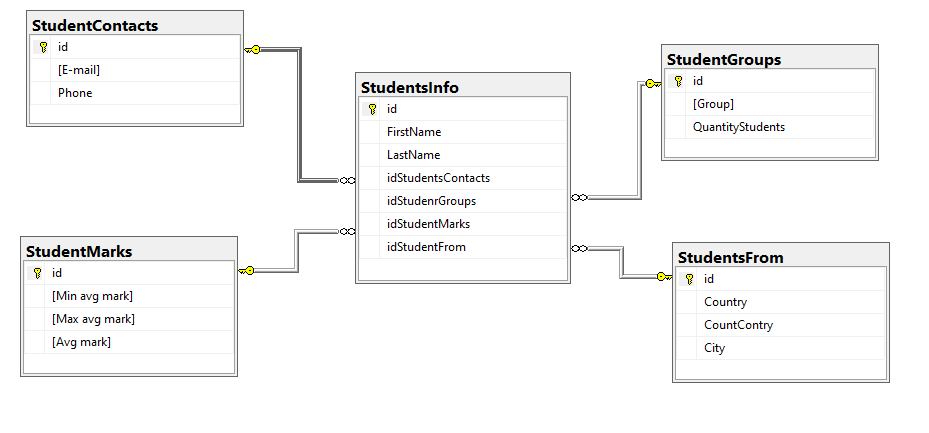 StudentContacts
id
[E-mail]
Phone
StudentsInfo
id
FirstName
LastName
idStudentsContacts
idStudenrGroups
idStudentMarks
idStudentFrom
StudentGroups
id
[Group]
QuantityStudents
StudentMarks
id
[Min avg mark]
[Max avg mark]
[Avg mark]
StudentsFrom
id
Country
CountContry
City